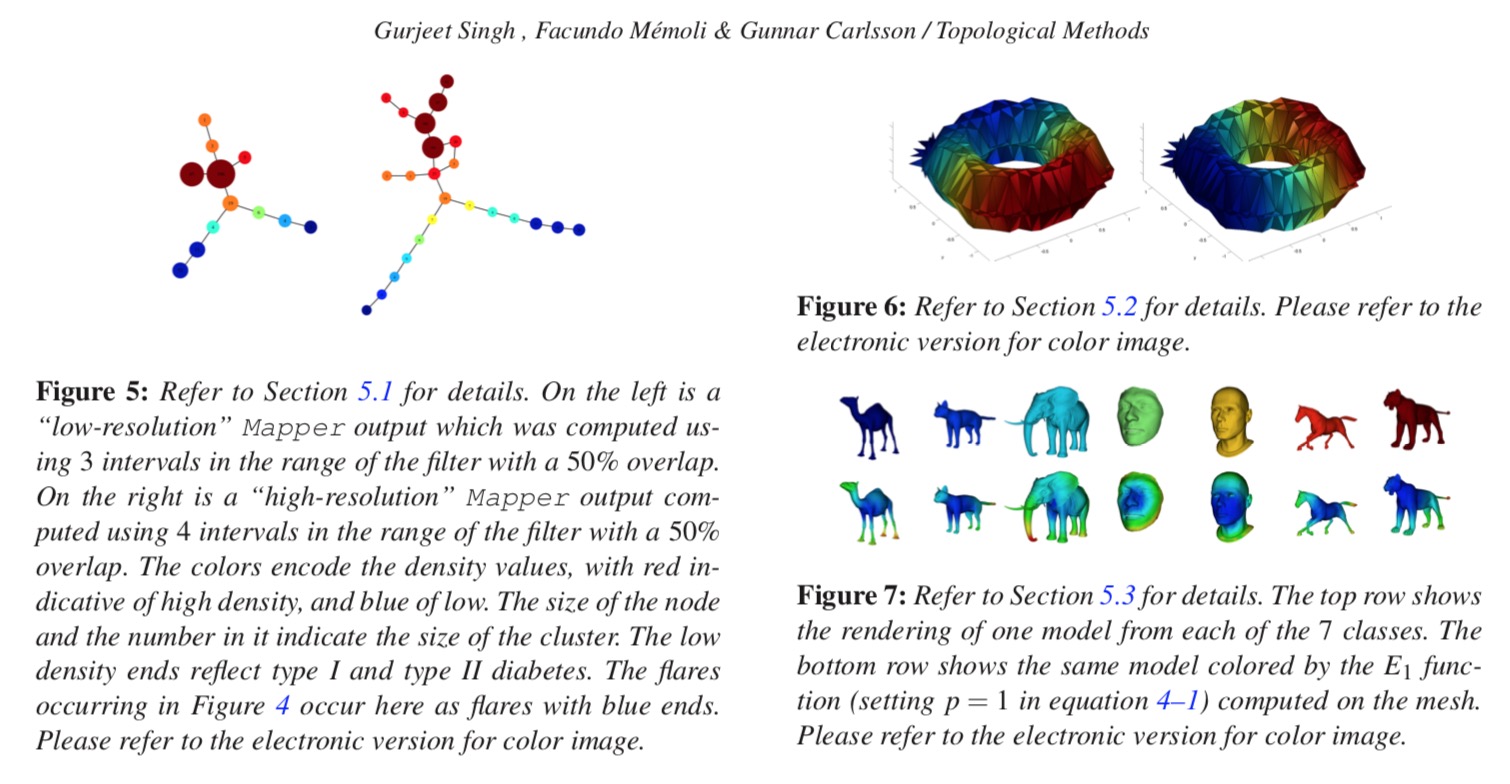 Gurjeet Singh , Facundo Mémoli & Gunnar Carlsson / Topological Methods
Figure 5: Refer to Section 5.1 for details. On the left is a
“low-resolution” Mapper output which was computed us-
ing 3 intervals in the range of the filter with a 50% overlap.
On the right is a “high-resolution” Mapper output com-
puted using 4 intervals in the range of the filter with a 50%
overlap. The colors encode the density values, with red in-
dicative of high density, and blue of low. The size of the node
and the number in it indicate the size of the cluster. The low
density ends reflect type I and type II diabetes. The flares
occurring in Figure 4 occur here as flares with blue ends.
Please refer to the electronic version for color image.
Figure 6: Refer to Section 5.2 for details. Please refer to the
electronic version for color image.
Figure 7: Refer to Section 5.3 for details. The top row shows
the rendering of one model from each of the 7 classes. The
bottom row shows the same model colored by the E₁ func-
tion (setting p = 1 in equation 4–1) computed on the mesh.
Please refer to the electronic version for color image.